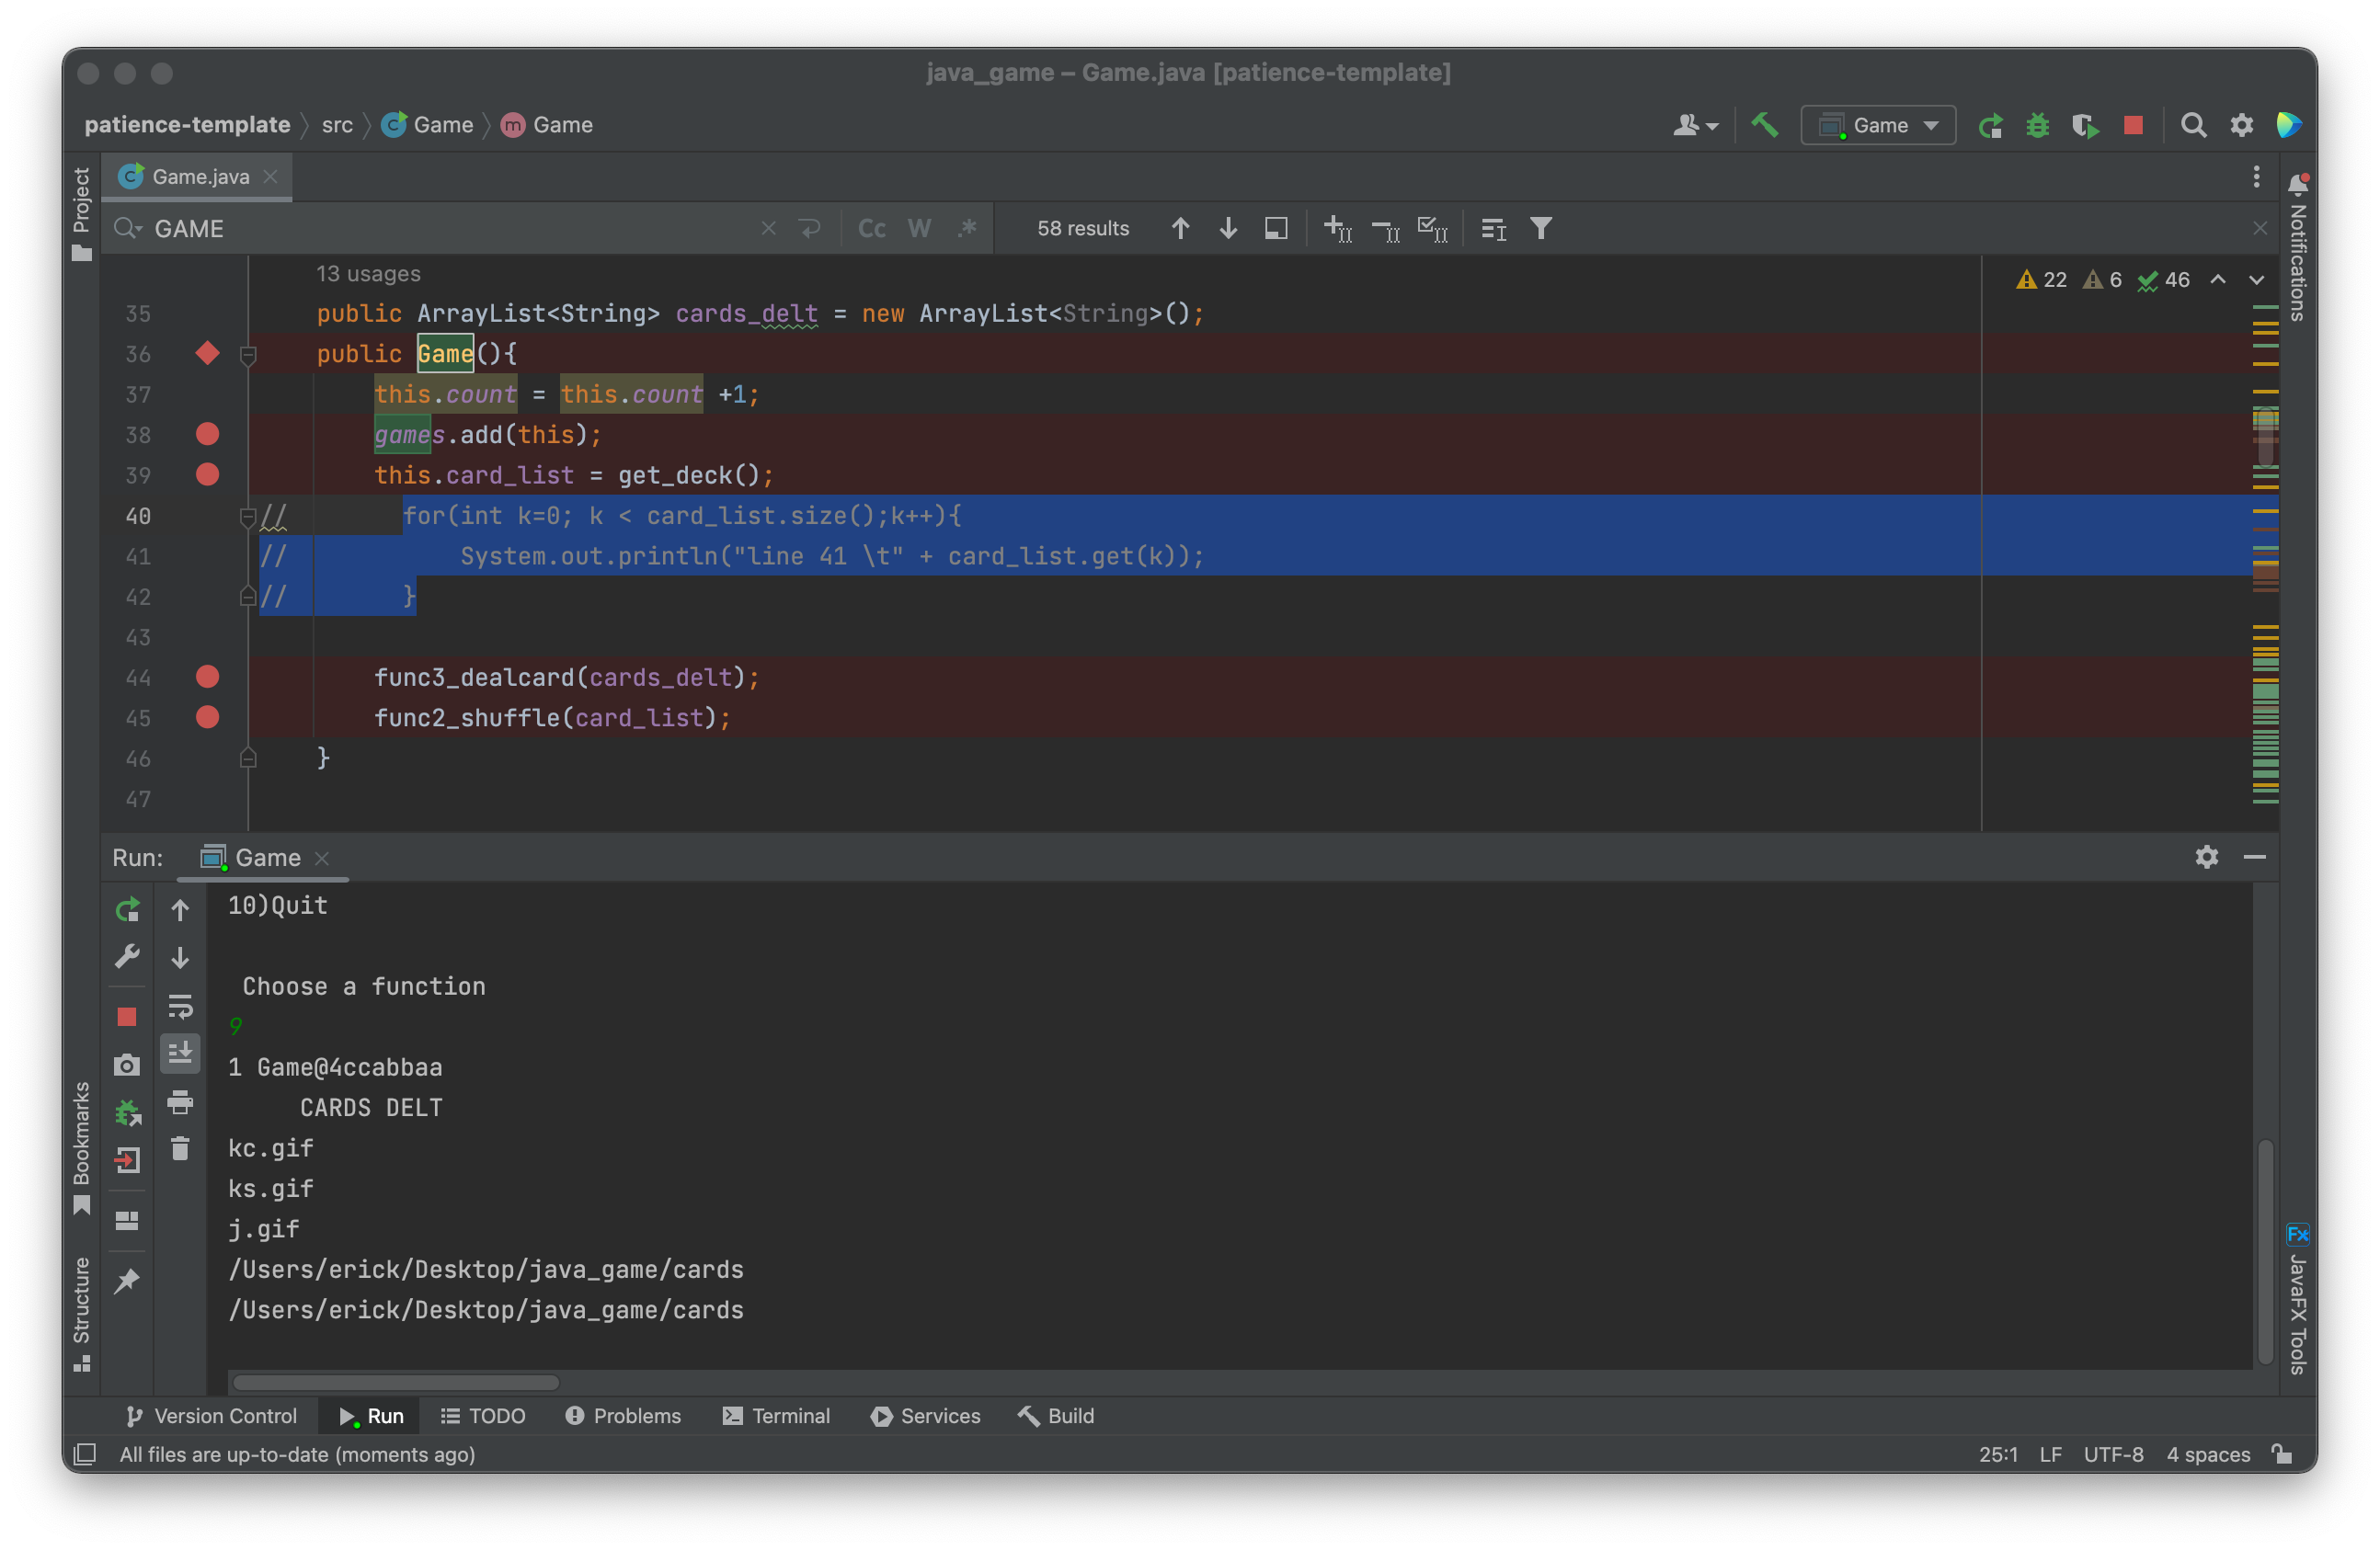 java_game – Game.java [patience-template]
patience-template src Game Game
Game
Project
Game.java
GAME
Cc W .*
58 results
Notifications
13 usages
22 6 46
35 public ArrayList<String> cards_delt = new ArrayList<String>();
36 public Game(){
37 this.count = this.count +1;
38 games.add(this);
39 this.card_list = get_deck();
40 // for(int k=0; k < card_list.size();k++){
41 // System.out.println("line 41 \t" + card_list.get(k));
42 // }
43
44 func3_dealcard(cards_delt);
45 func2_shuffle(card_list);
46 }
47
Run: Game
10)Quit
Choose a function
9
1 Game@4ccabbaa
CARDS DELT
kc.gif
ks.gif
j.gif
/Users/erick/Desktop/java_game/cards
/Users/erick/Desktop/java_game/cards
Bookmarks
Structure
Fx
JavaFX Tools
Version Control Run TODO Problems Terminal Services Build
All files are up-to-date (moments ago)
25:1 LF UTF-8 4 spaces